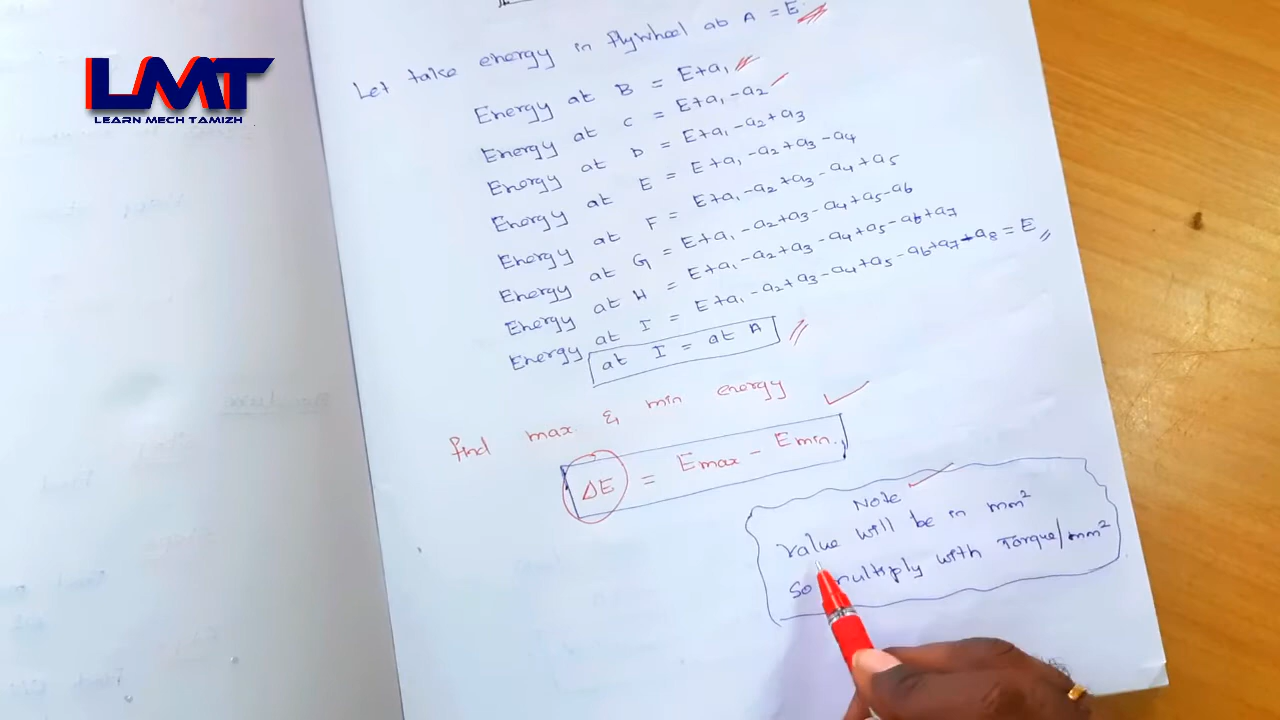 LMT
LEARN MECH TAMIZH
Let take energy in flywheel at A = E
Energy at B = E+a₁
Energy at C = E+a₁-a₂
Energy at D = E+a₁-a₂+a₃
Energy at E = E+a₁-a₂+a₃-a₄
Energy at F = E+a₁-a₂+a₃-a₄+a₅
Energy at G = E+a₁-a₂+a₃-a₄+a₅-a₆
Energy at H = E+a₁-a₂+a₃-a₄+a₅-a₆+a₇
Energy at I = E+a₁-a₂+a₃-a₄+a₅-a₆+a₇-a₈ = E
at I = at A
find max & min energy
ΔE = Emax - Emin.
Note
Value will be in mm²
So multiply with Torque/mm²